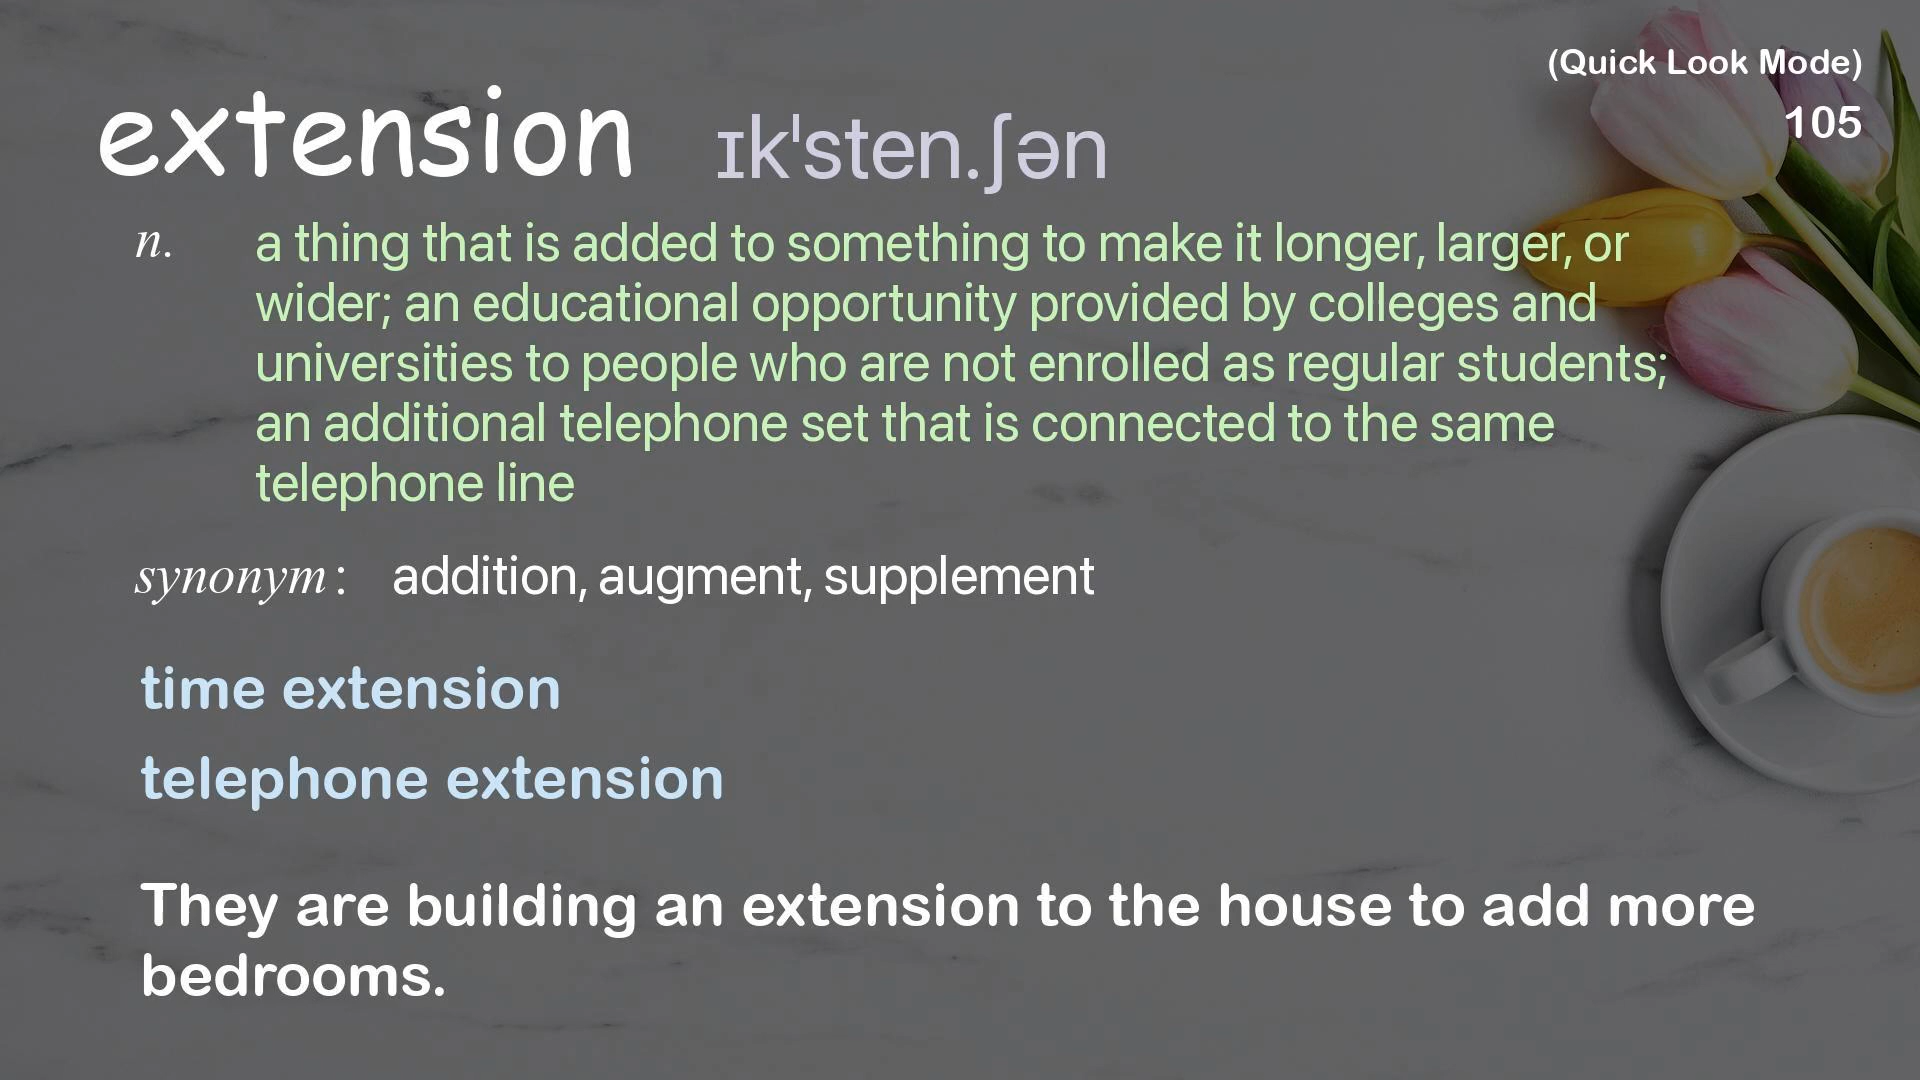 (Quick Look Mode)
105
extension ɪkˈsten.ʃən
n. a thing that is added to something to make it longer, larger, or
wider; an educational opportunity provided by colleges and
universities to people who are not enrolled as regular students;
an additional telephone set that is connected to the same
telephone line
synonym: addition, augment, supplement
time extension
telephone extension
They are building an extension to the house to add more
bedrooms.